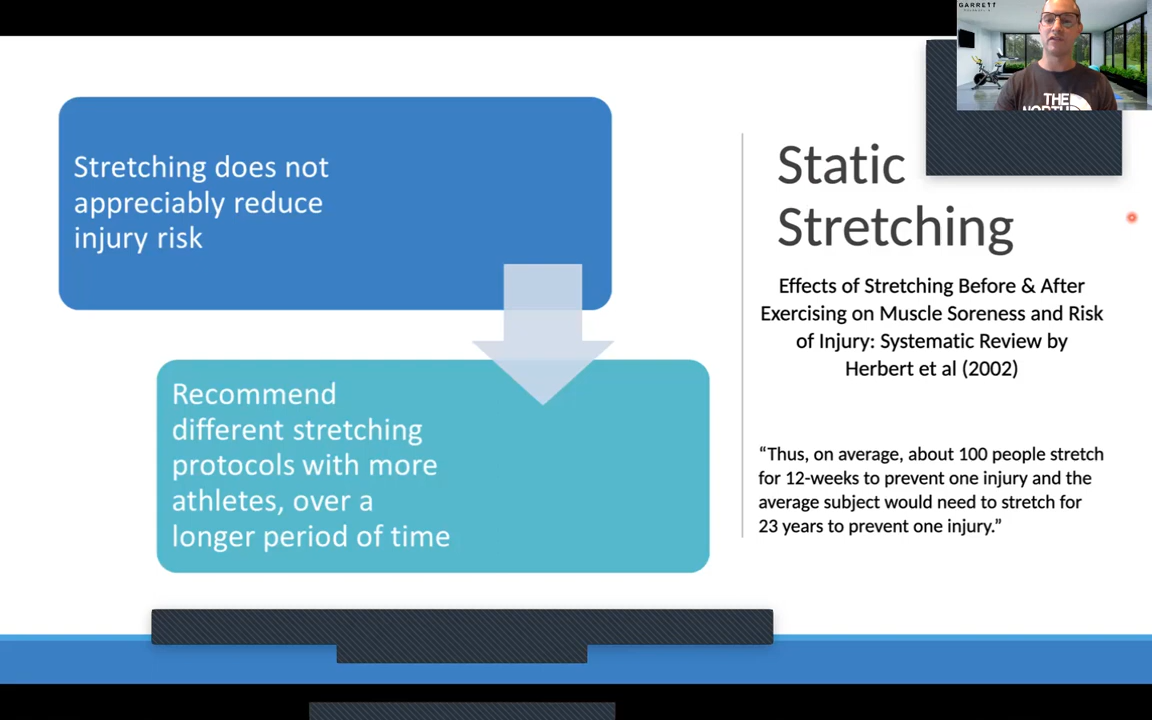 GARRETT
THE
NORTH
Stretching does not
appreciably reduce
injury risk
Recommend
different stretching
protocols with more
athletes, over a
longer period of time
Static
Stretching
Effects of Stretching Before & After
Exercising on Muscle Soreness and Risk
of Injury: Systematic Review by
Herbert et al (2002)
“Thus, on average, about 100 people stretch
for 12-weeks to prevent one injury and the
average subject would need to stretch for
23 years to prevent one injury.”